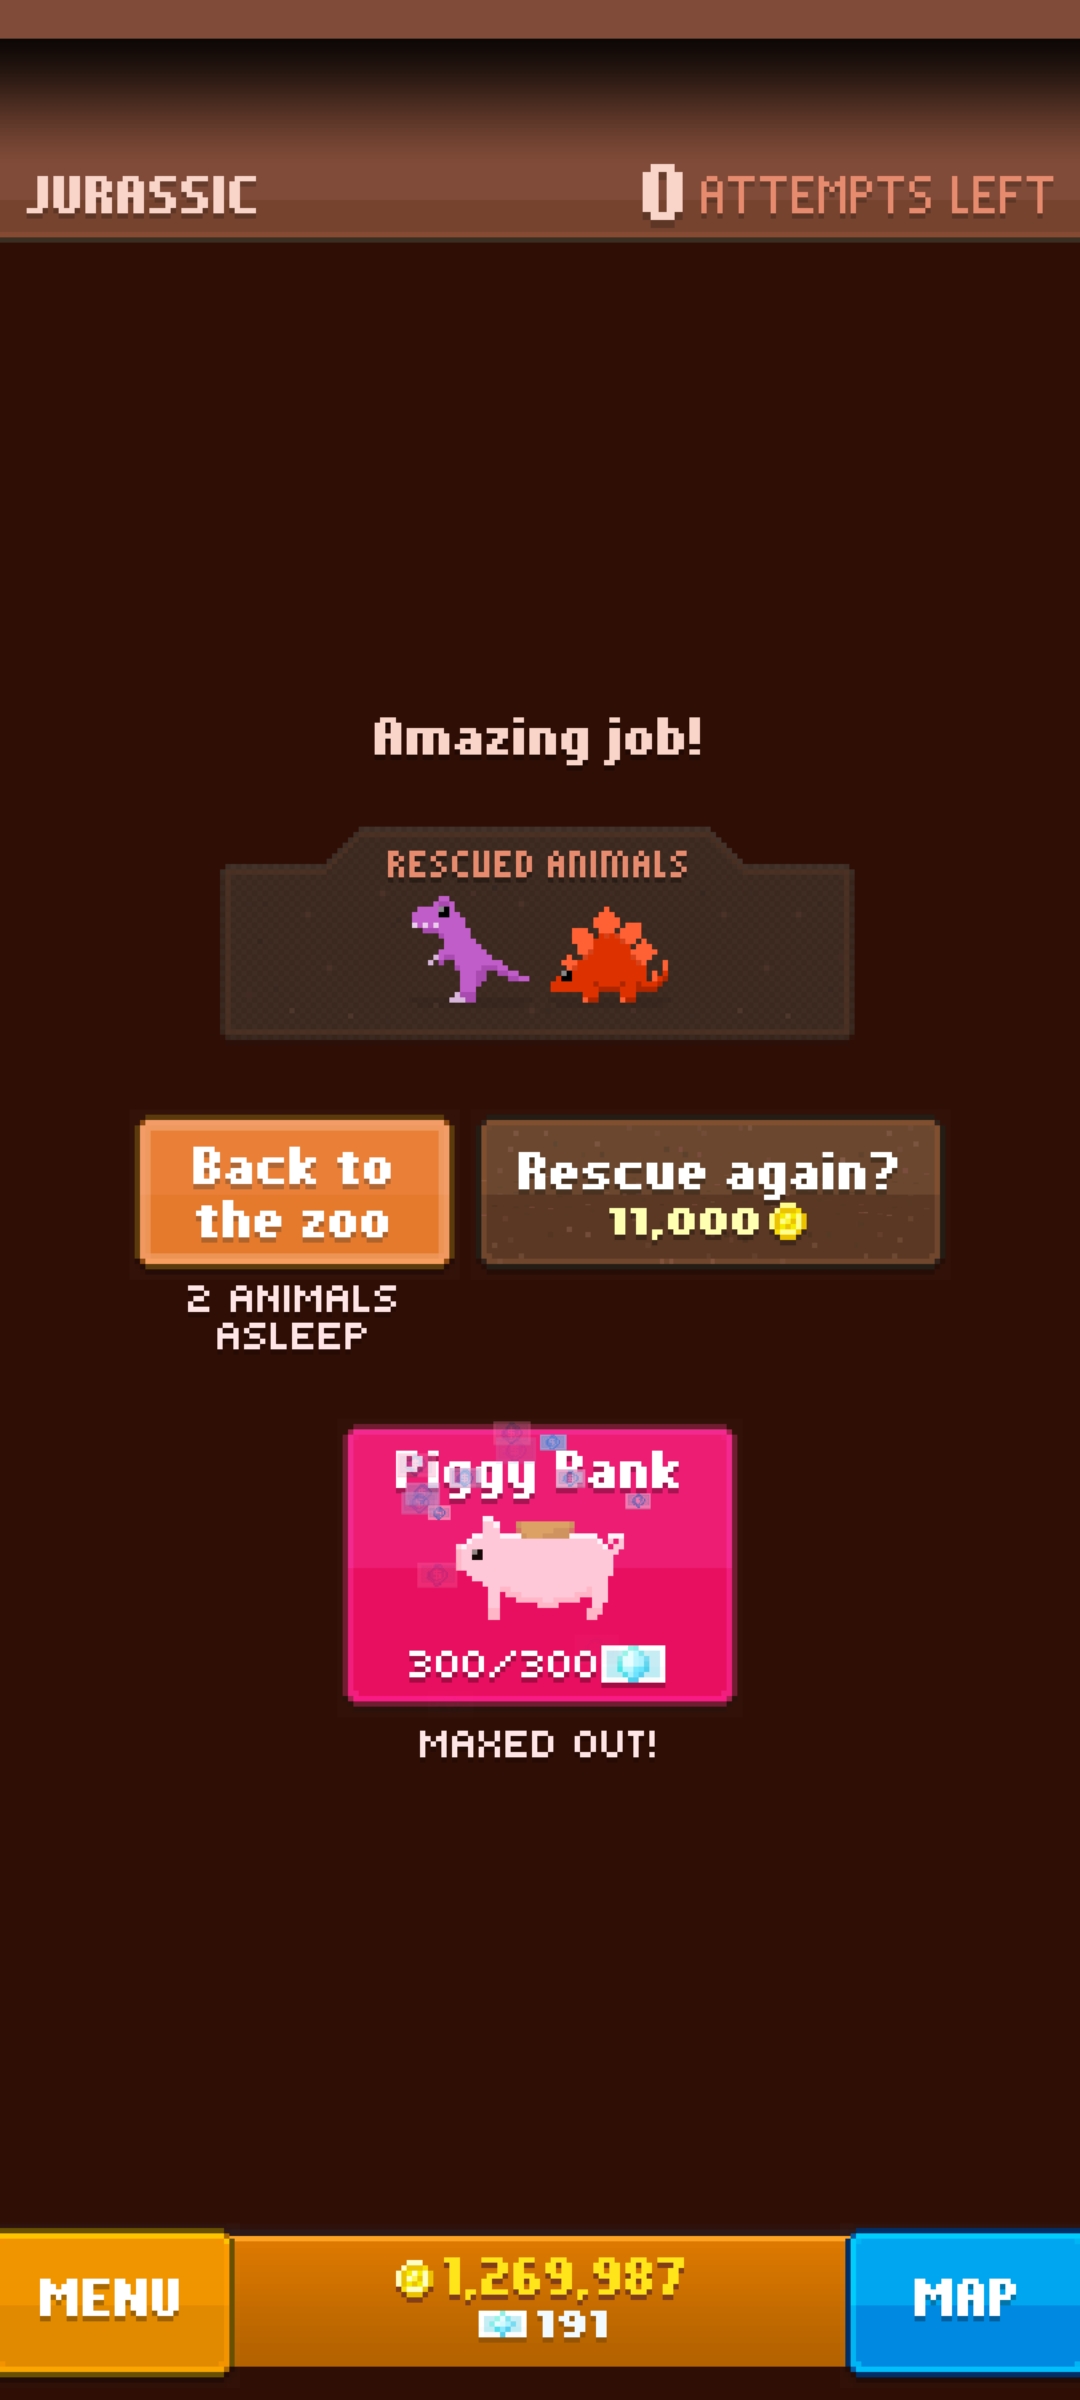 JURASSIC
0 ATTEMPTS LEFT
Amazing job!
RESCUED ANIMALS
Back to
the zoo
Rescue again?
11,000
2 ANIMALS
ASLEEP
Piggy Bank
300/300
MAXED OUT!
MENU
1,269,987
191
MAP